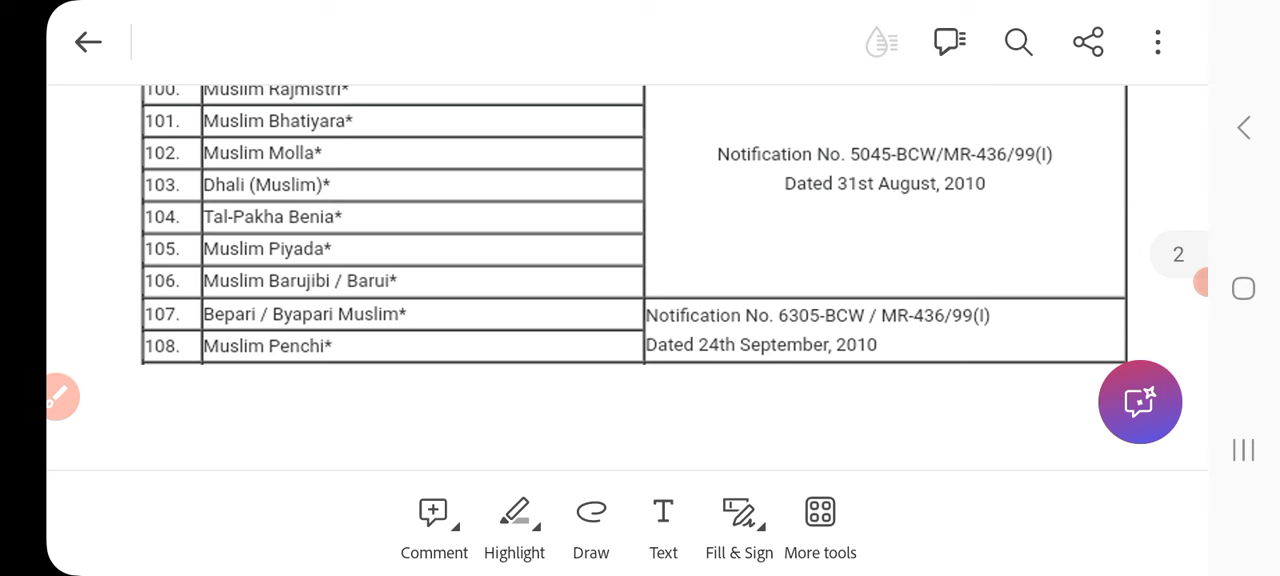 100.
Muslim Rajmistri*
101.
Muslim Bhatiyara*
102.
Muslim Molla*
103.
Dhali (Muslim)*
104.
Tal-Pakha Benia*
105.
Muslim Piyada*
106.
Muslim Barujibi / Barui*
Notification No. 5045-BCW/MR-436/99(I)
Dated 31st August, 2010
107.
Bepari / Byapari Muslim*
108.
Muslim Penchi*
Notification No. 6305-BCW / MR-436/99(I)
Dated 24th September, 2010
2
Comment
Highlight
Draw
Text
Fill & Sign
More tools